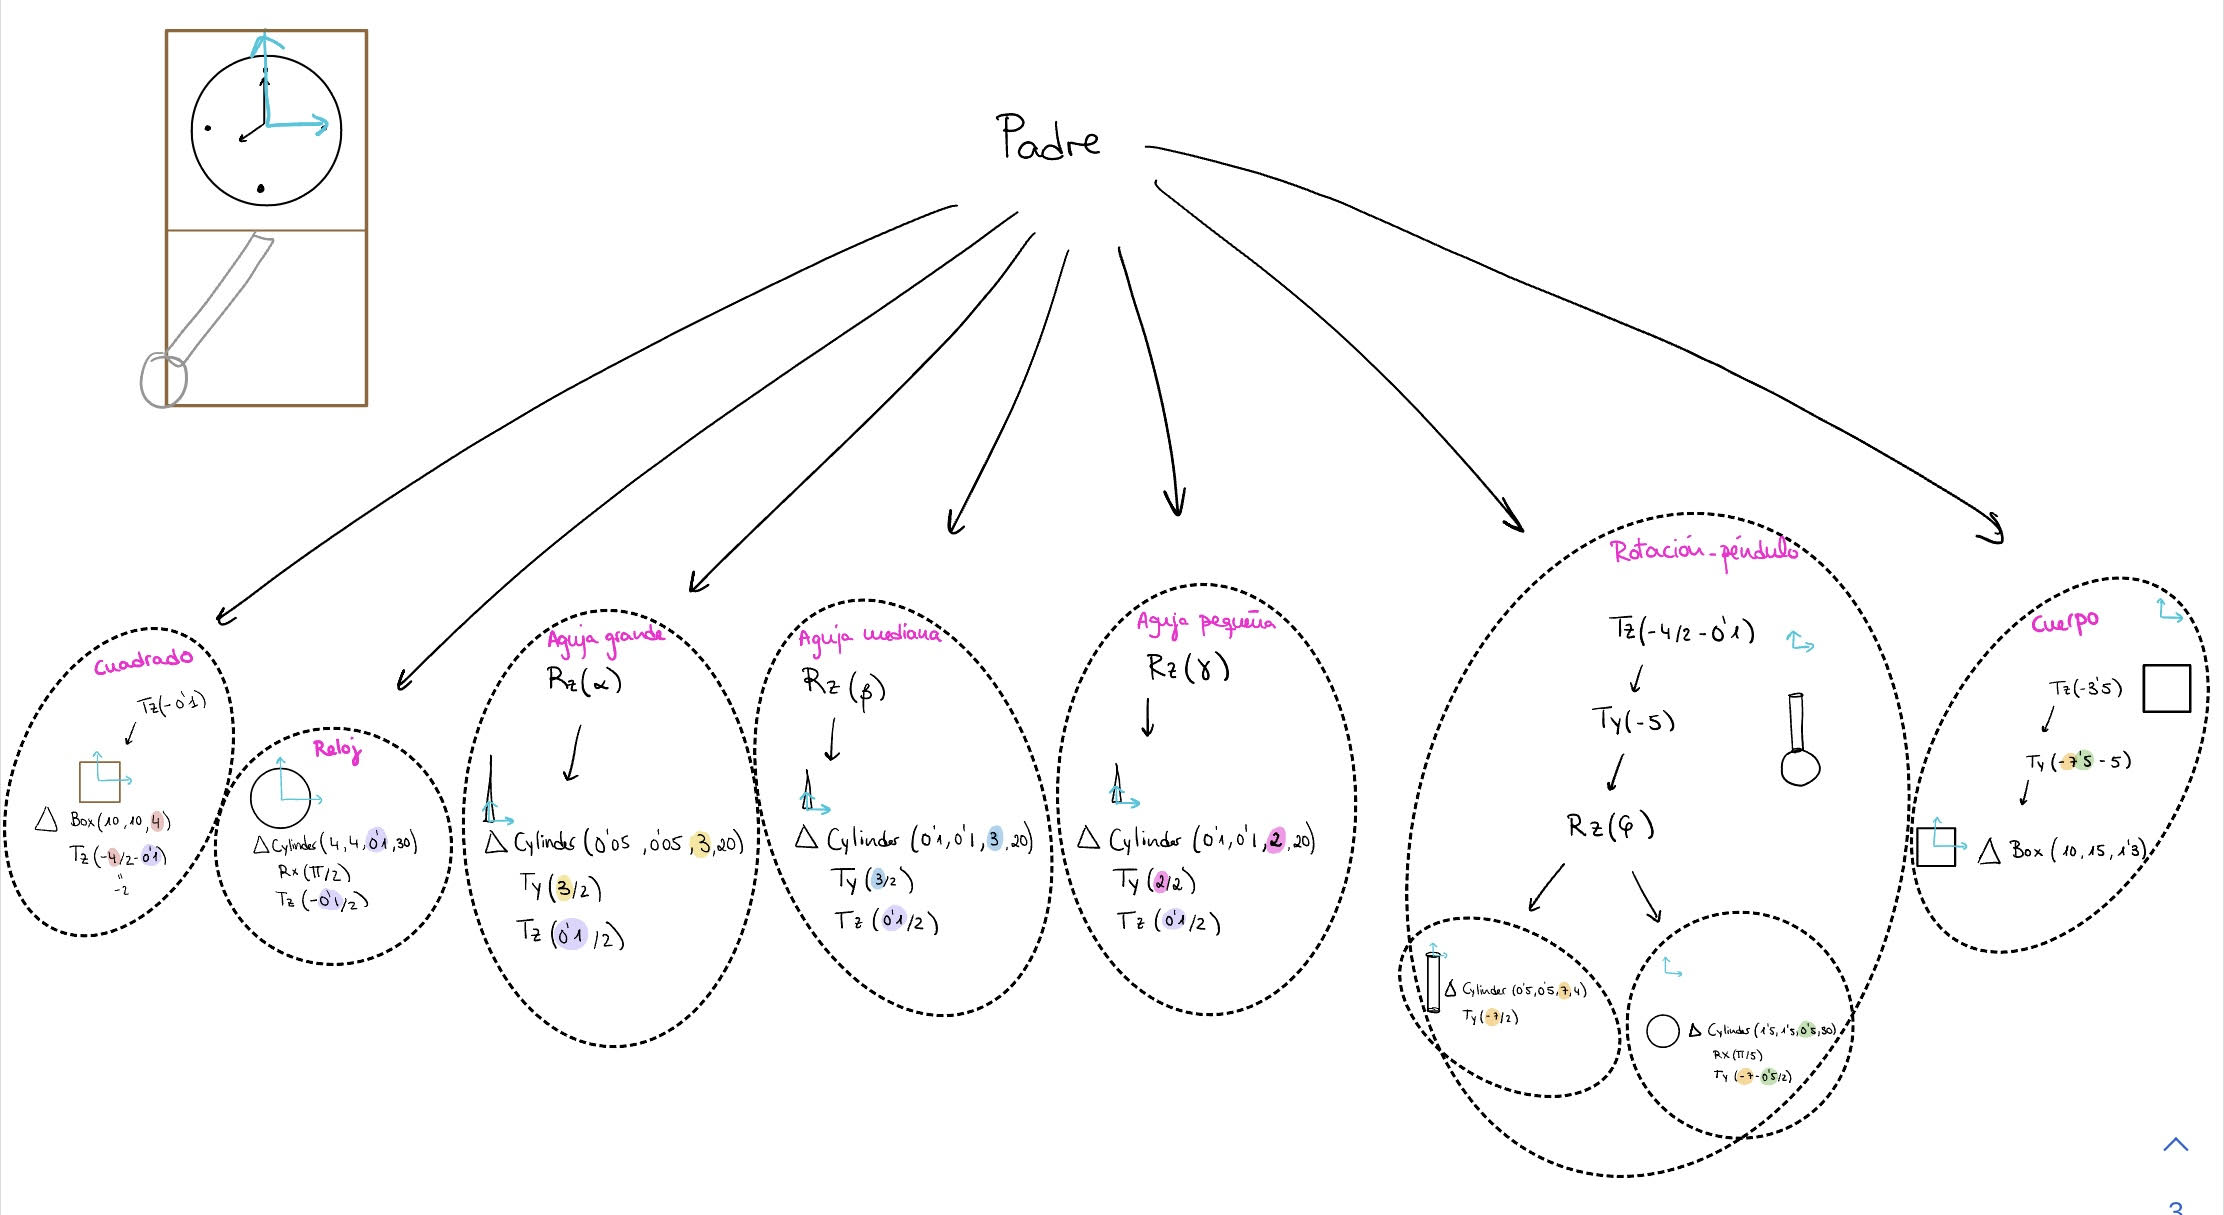 Padre
Cuadrado
Tz(-0'1)
△ Box(10,10,4)
Tz(-4/2-0'1)
"
-2
Reloj
△ Cylinder(4,4,0'1,30)
Rx(π/2)
Tz(-0'1/2)
Aguja grande
Rz(α)
△ Cylinder(0'05,0'05,3,20)
Ty(3/2)
Tz(0'1/2)
Aguja mediana
Rz(β)
△ Cylinder(0'1,0'1,3,20)
Ty(3/2)
Tz(0'1/2)
Aguja pequeña
Rz(γ)
△ Cylinder(0'1,0'1,2,20)
Ty(2/2)
Tz(0'1/2)
Rotación-péndulo
Tz(-4/2-0'1)
Ty(-5)
Rz(φ)
△ Cylinder(0'5,0'5,7,4)
Ty(-7/2)
△ Cylinder(1'5,1'5,0'5,30)
Rx(π/5)
Ty(-7-0'5/2)
Cuerpo
Tz(-3'5)
Ty(-7'5-5)
△ Box(10,15,1'3)
3